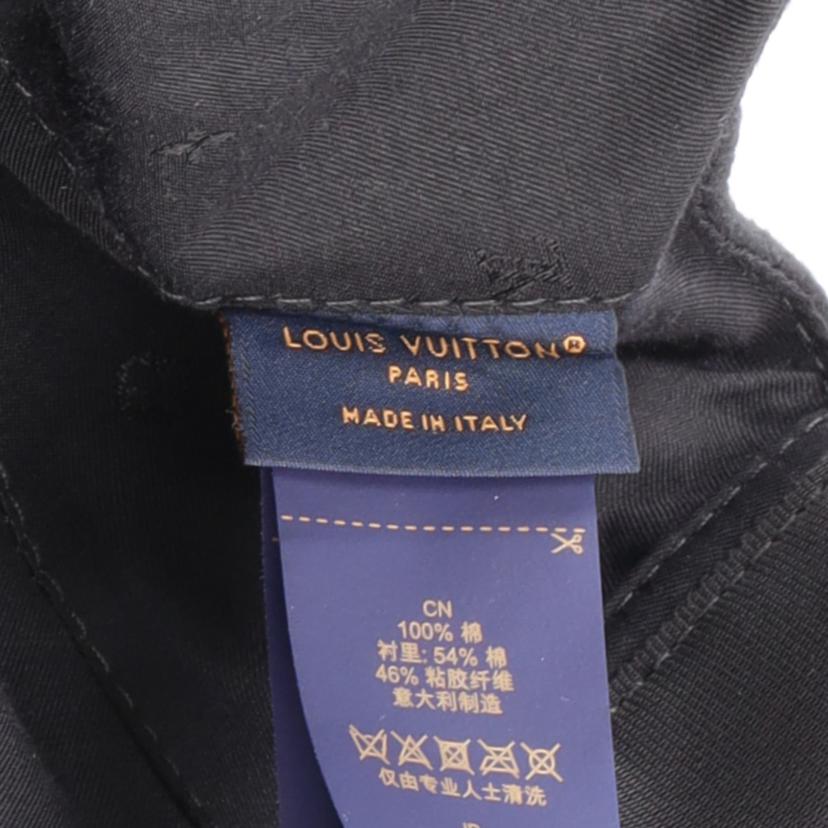 LOUIS VUITTON®
PARIS
MADE IN ITALY
CN
100% 棉
衬里: 54% 棉
46% 粘胶纤维
意大利制造
仅由专业人士清洗